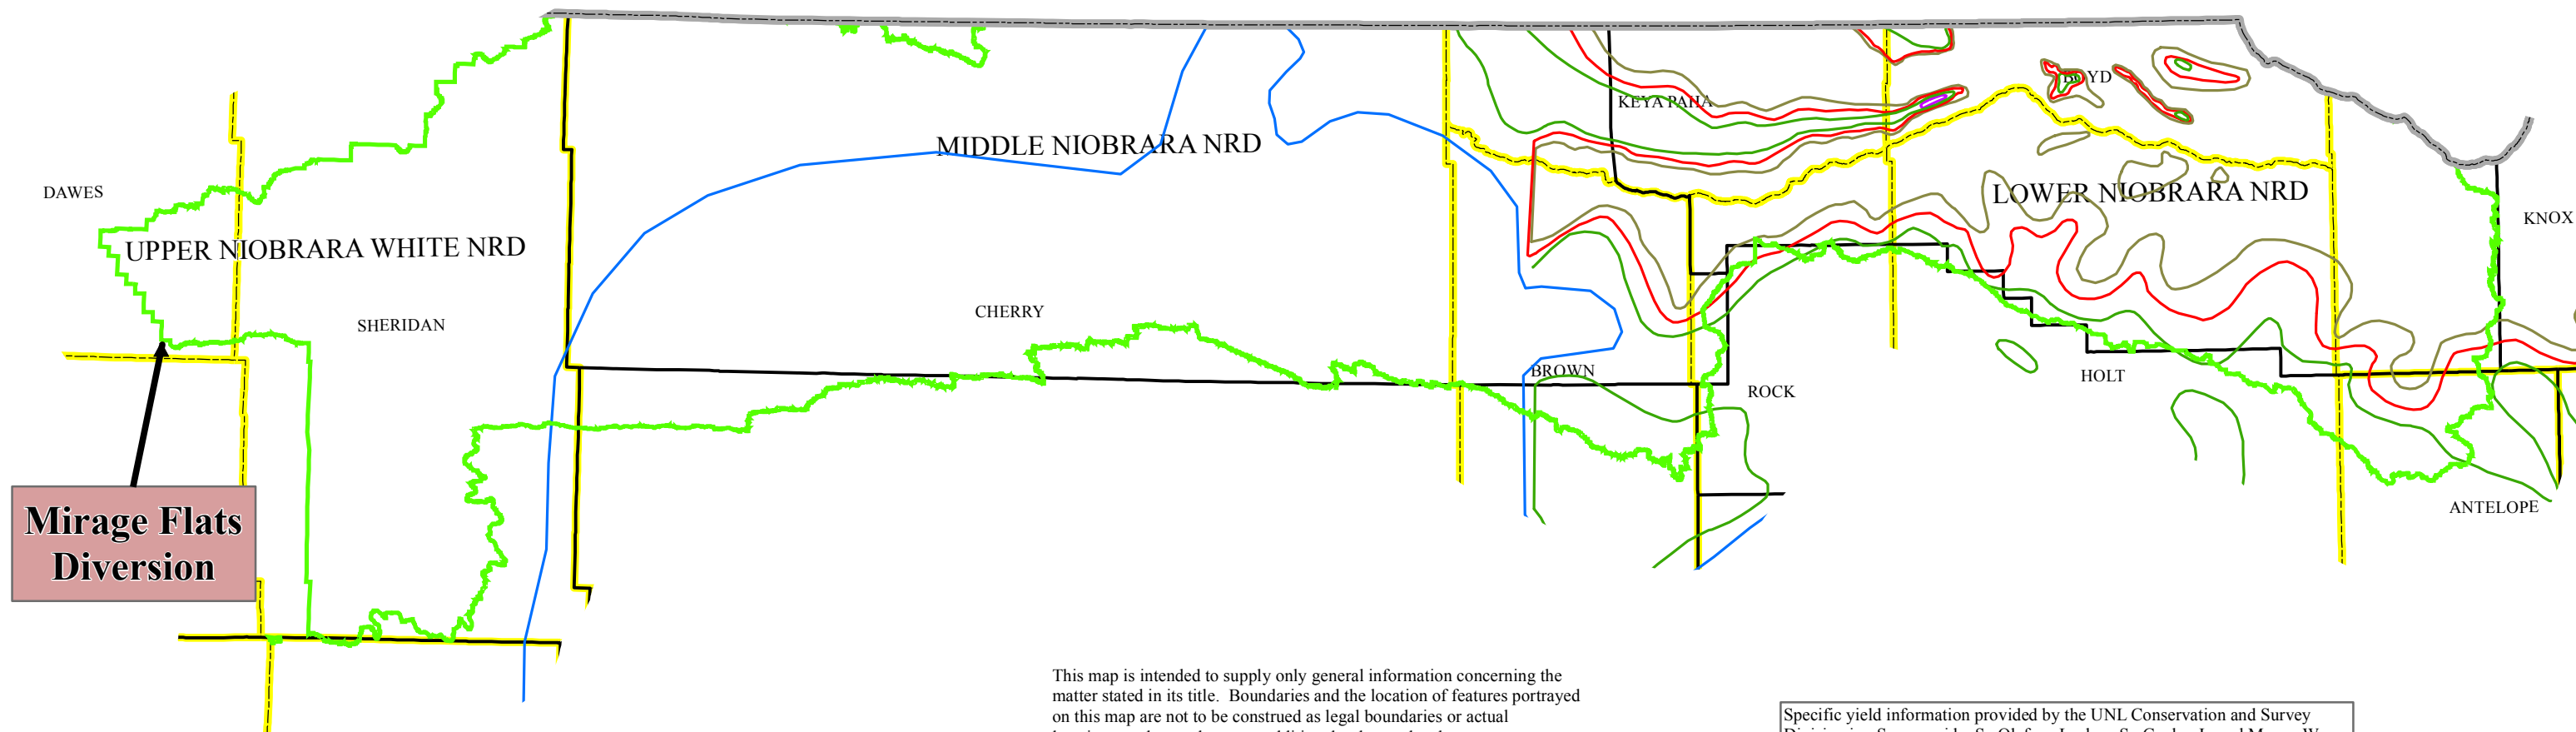 BOYD
KEYA PAHA
MIDDLE NIOBRARA NRD
DAWES
LOWER NIOBRARA NRD
KNOX
UPPER NIOBRARA WHITE NRD
CHERRY
SHERIDAN
BROWN
ROCK
HOLT
ANTELOPE
Mirage Flats
Diversion
This map is intended to supply only general information concerning the
matter stated in its title. Boundaries and the location of features portrayed
on this map are not to be construed as legal boundaries or actual
Specific yield information provided by the UNL Conservation and Survey